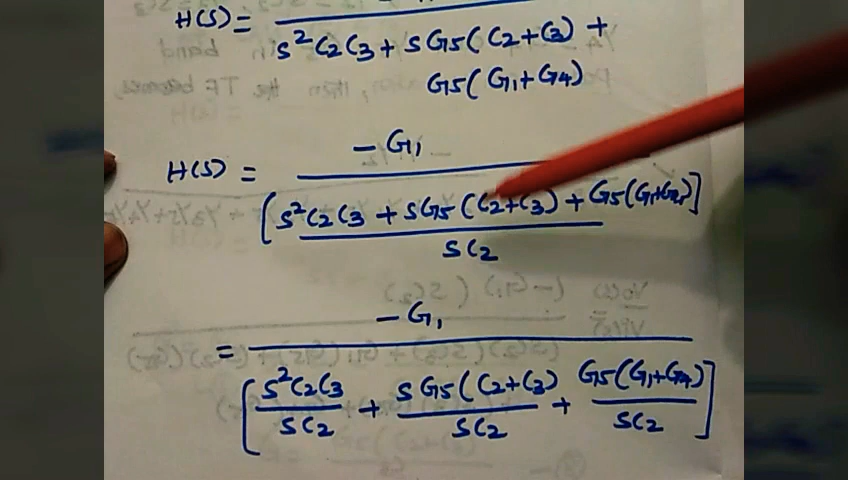 H(S)=
S²C₂C₃ + SG₅(C₂+C₃) +
G₅(G₁+G₄)
-G₁
H(S) =
[S²C₂C₃ + SG₅(C₂+C₃) + G₅(G₁+G₄)]
SC₂
-G₁
=
[S²C₂C₃/SC₂ + SG₅(C₂+C₃)/SC₂ + G₅(G₁+G₄)/SC₂]